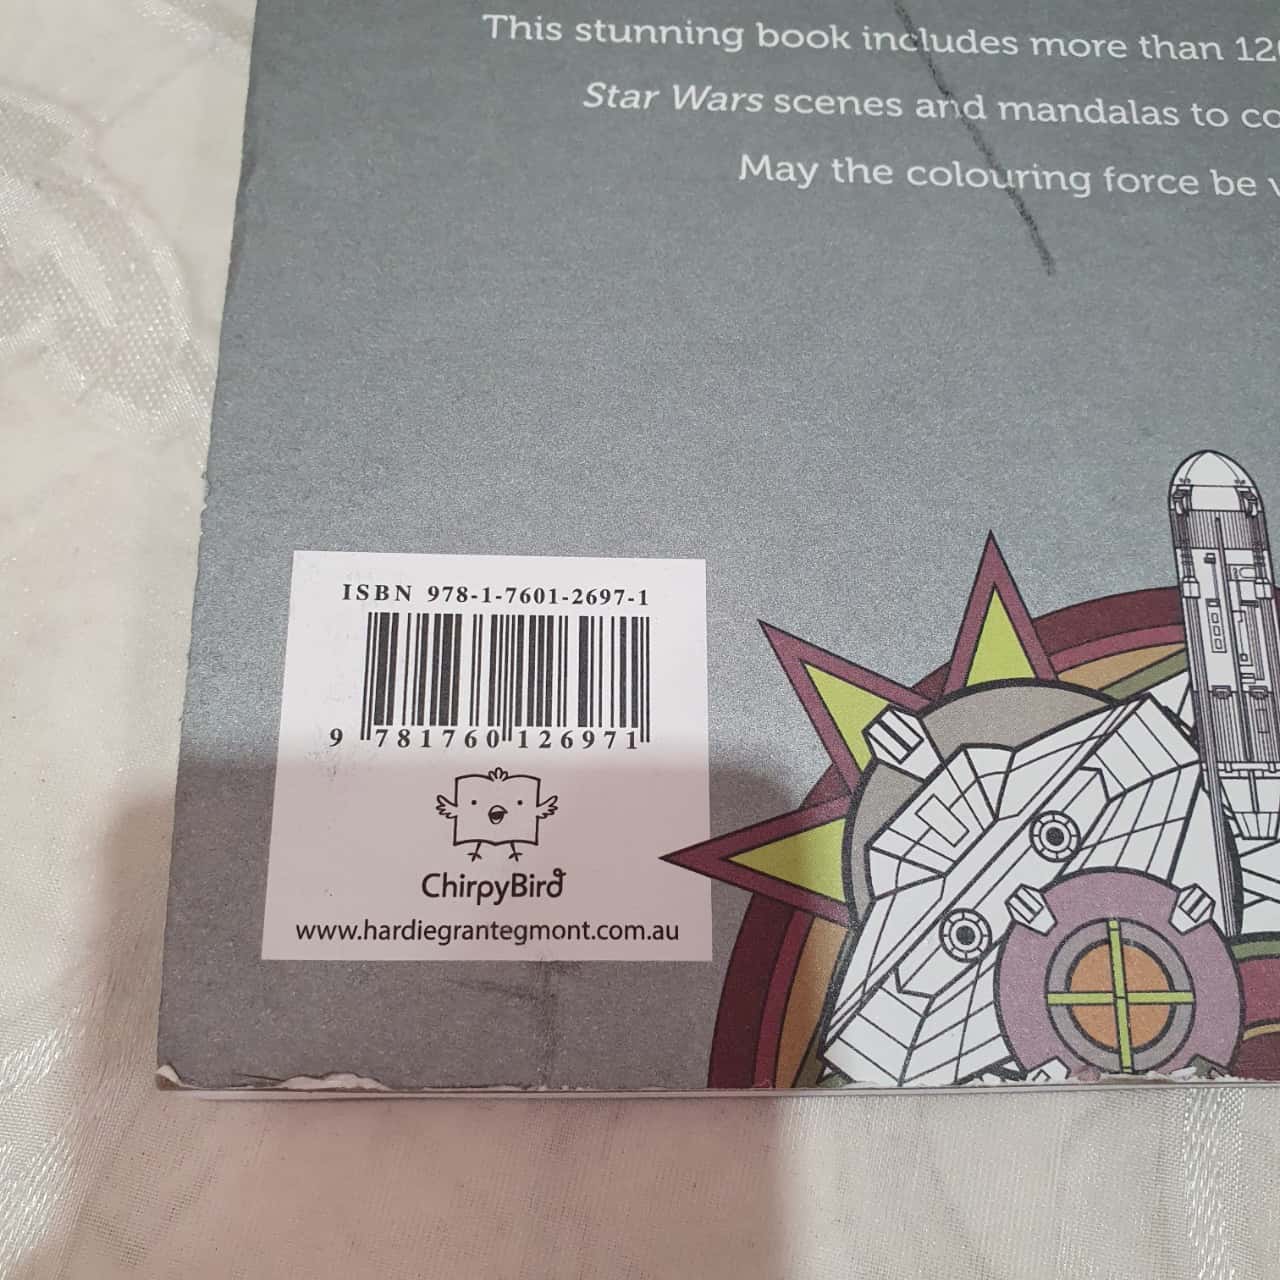 This stunning book includes more than
Star Wars scenes and mandalas to
May the colouring force be
ISBN 978-1-7601-2697-1
9 781760 126971
ChirpyBird
www.hardiegrantegmont.com.au